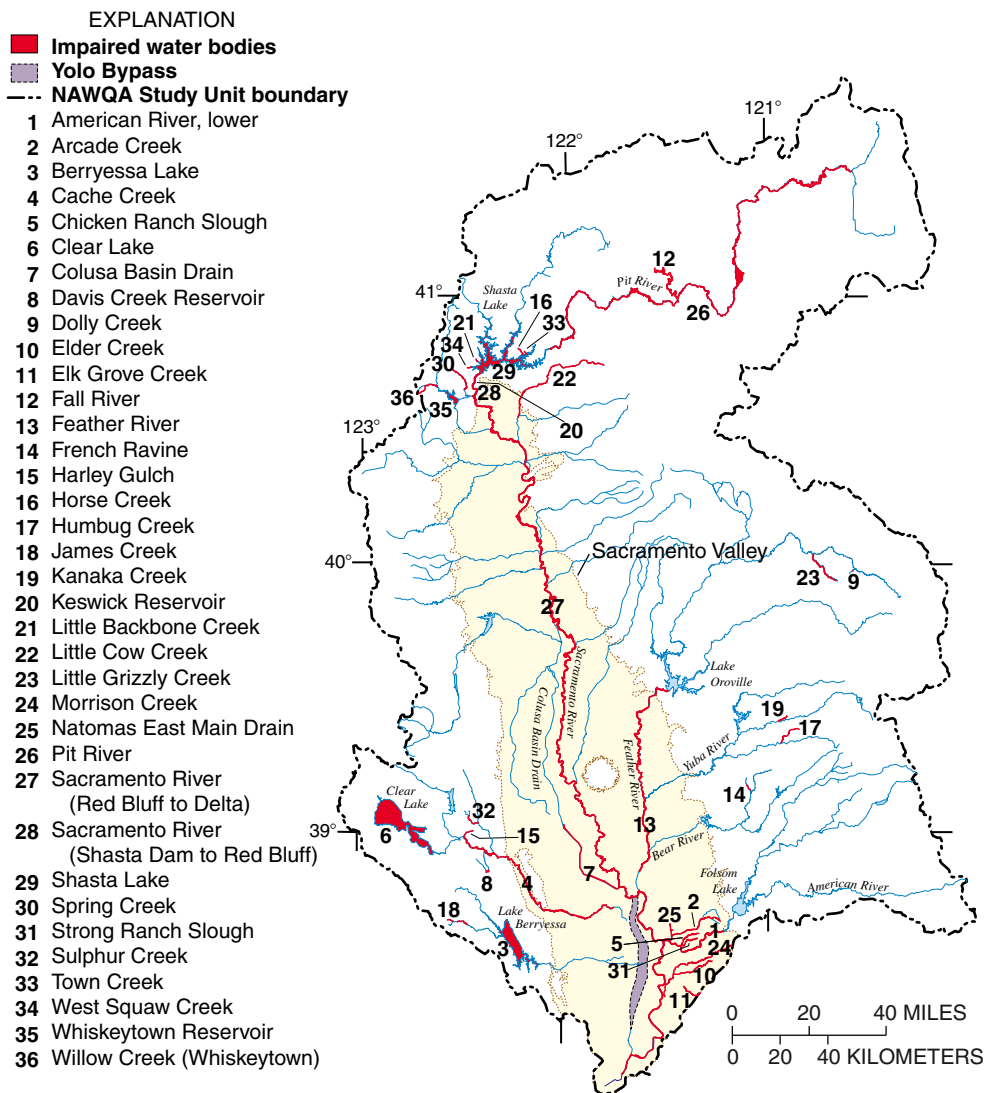 EXPLANATION
Impaired water bodies
Yolo Bypass
NAWQA Study Unit boundary
1 American River, lower
2 Arcade Creek
3 Berryessa Lake
4 Cache Creek
5 Chicken Ranch Slough
6 Clear Lake
7 Colusa Basin Drain
8 Davis Creek Reservoir
9 Dolly Creek
10 Elder Creek
11 Elk Grove Creek
12 Fall River
13 Feather River
14 French Ravine
15 Harley Gulch
16 Horse Creek
17 Humbug Creek
18 James Creek
19 Kanaka Creek
20 Keswick Reservoir
21 Little Backbone Creek
22 Little Cow Creek
23 Little Grizzly Creek
24 Morrison Creek
25 Natomas East Main Drain
26 Pit River
27 Sacramento River
(Red Bluff to Delta)
28 Sacramento River
(Shasta Dam to Red Bluff)
29 Shasta Lake
30 Spring Creek
31 Strong Ranch Slough
32 Sulphur Creek
33 Town Creek
34 West Squaw Creek
35 Whiskeytown Reservoir
36 Willow Creek (Whiskeytown)
121°
122°
12
Pit River
26
41°
Shasta
Lake
16
33
21
34
30
29
22
28
36
35
20
123°
40°
Sacramento Valley
23
9
27
Sacramento River
Colusa Basin Drain
Lake
Oroville
19
17
Yuba River
Feather River
14
13
Clear
Lake
32
39°
6
15
Bear River
8
4
7
Folsom
Lake
American River
18
Lake
Berryessa
3
25
2
1
5
24
31
10
11
0 20 40 MILES
0 20 40 KILOMETERS